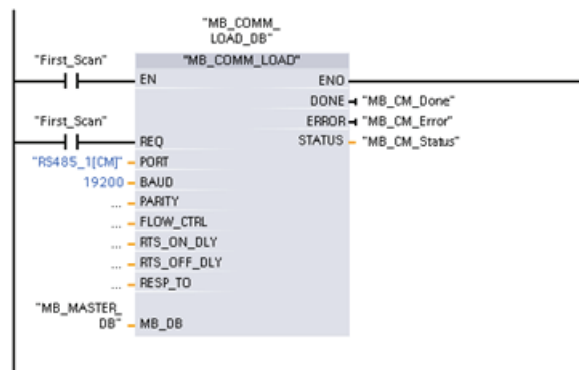 "MB_COMM_
LOAD_DB"
"First_Scan"
"MB_COMM_LOAD"
EN
ENO
DONE
"MB_CM_Done"
"First_Scan"
ERROR
"MB_CM_Error"
REQ
STATUS
"MB_CM_Status"
"RS485_1[CM]"
PORT
19200
BAUD
...
PARITY
...
FLOW_CTRL
...
RTS_ON_DLY
...
RTS_OFF_DLY
...
RESP_TO
"MB_MASTER_
DB"
MB_DB